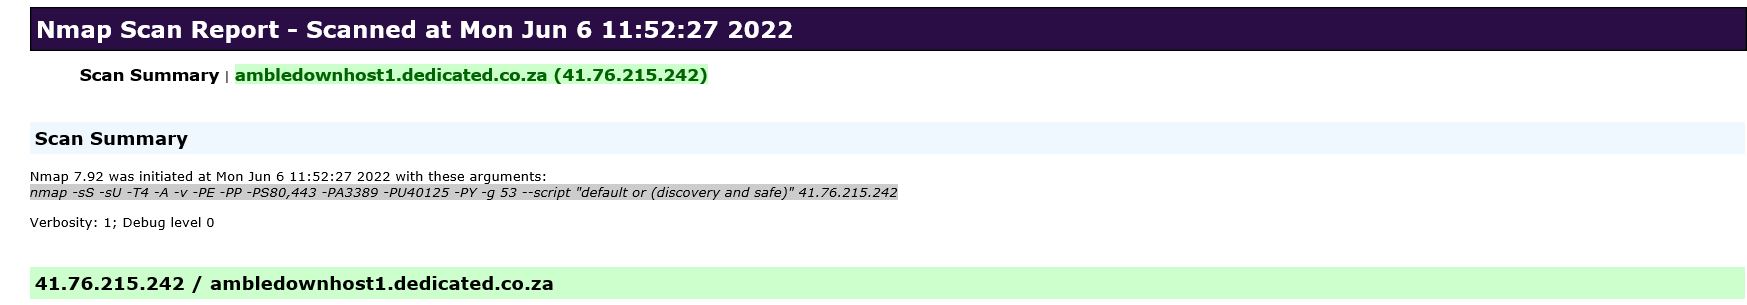 Nmap Scan Report - Scanned at Mon Jun 6 11:52:27 2022
Scan Summary | ambledownhost1.dedicated.co.za (41.76.215.242)
Scan Summary
Nmap 7.92 was initiated at Mon Jun 6 11:52:27 2022 with these arguments:
nmap -sS -sU -T4 -A -v -PE -PP -PS80,443 -PA3389 -PU40125 -PY -g 53 --script "default or (discovery and safe)" 41.76.215.242
Verbosity: 1; Debug level 0
41.76.215.242 / ambledownhost1.dedicated.co.za